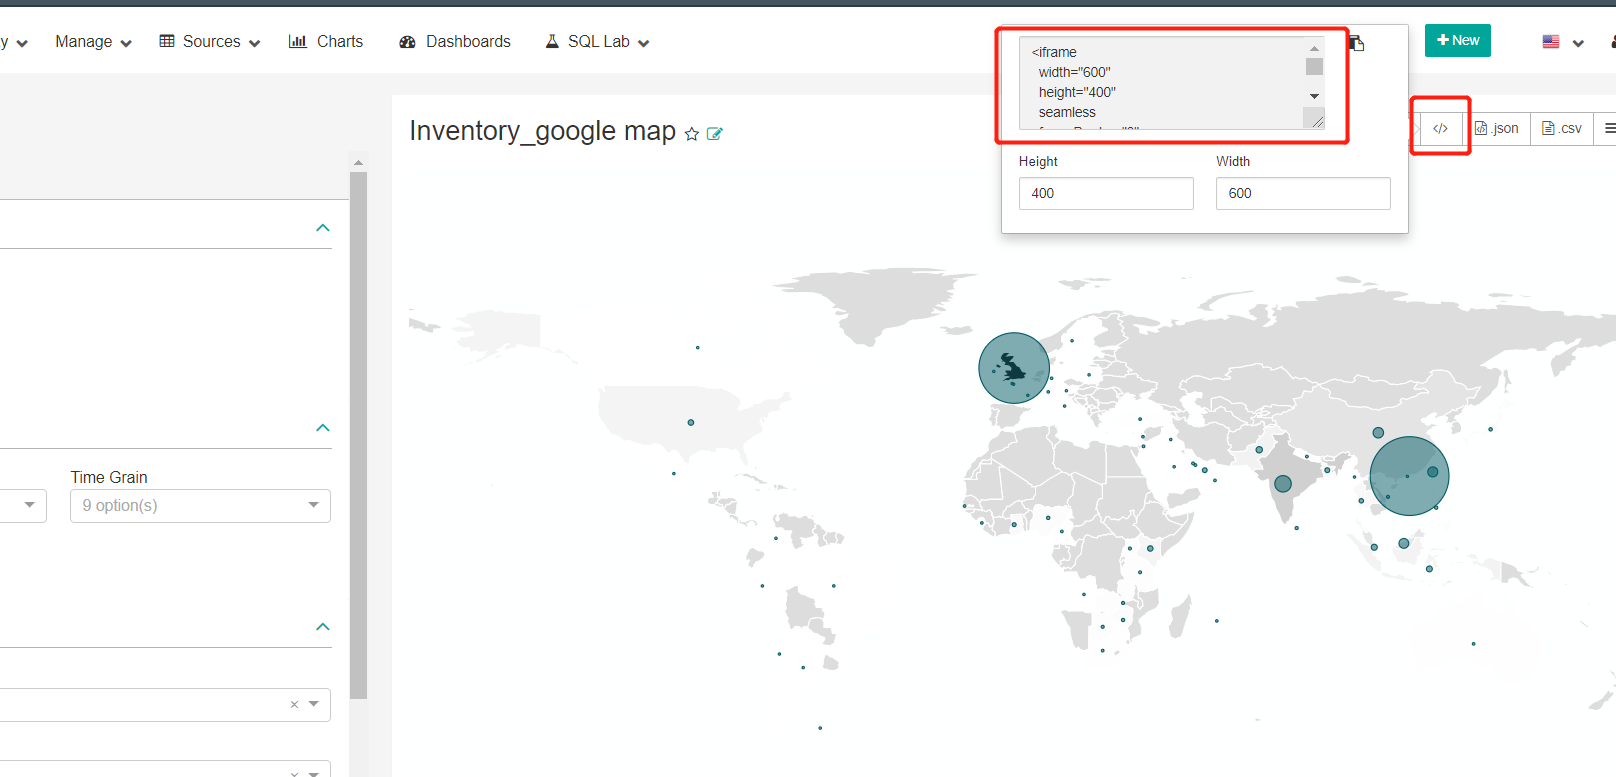 y
Manage
Sources
Charts
Dashboards
SQL Lab
<iframe
width="600"
height="400"
seamless
New
Inventory_google map
</>
.json
.csv
Height
Width
400
600
Time Grain
9 option(s)